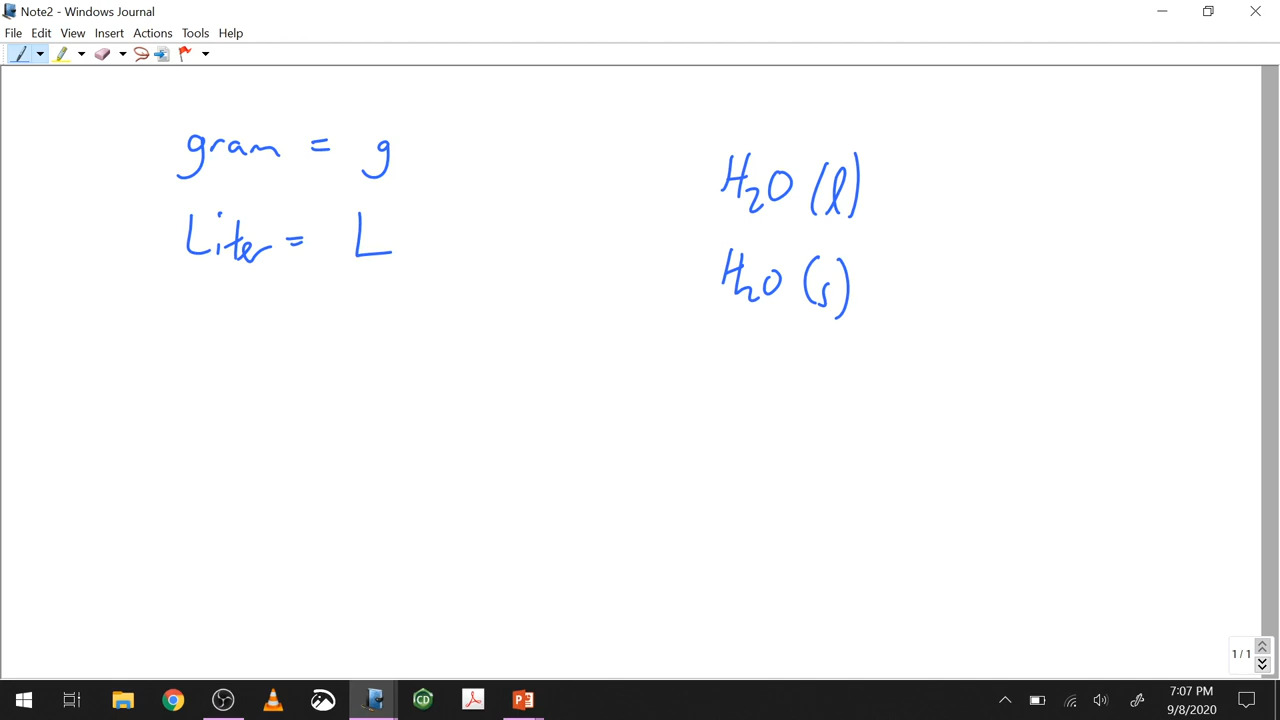 Note2 - Windows Journal
File Edit View Insert Actions Tools Help
gram = g
Liter = L
H₂O (l)
H₂O (s)
1 / 1
7:07 PM
9/8/2020
CD
P